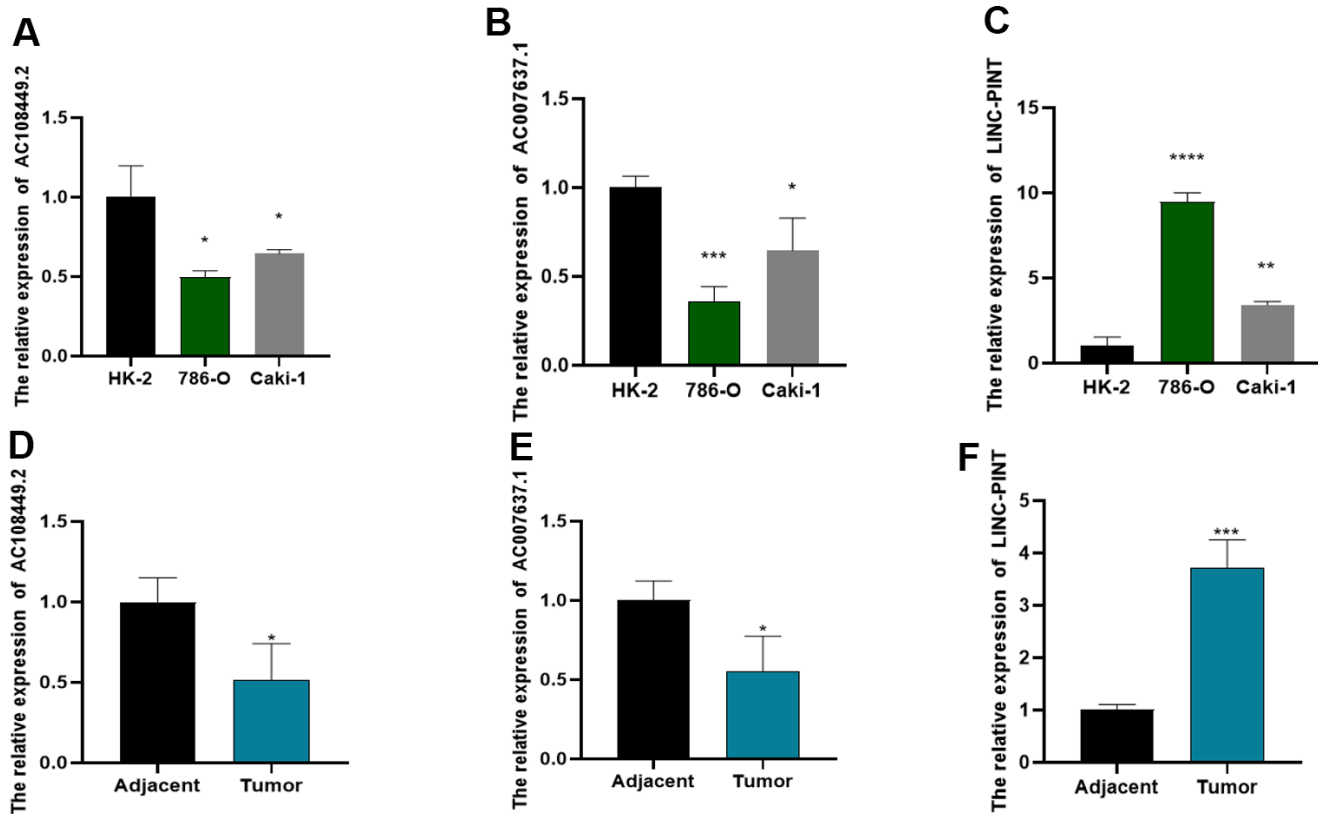 A
The relative expression of AC108449.2
1.5
1.0
0.5
0.0
*
*
HK-2 786-O Caki-1
B
The relative expression of AC007637.1
1.5
1.0
0.5
0.0
***
*
HK-2 786-O Caki-1
C
The relative expression of LINC-PINT
15
10
5
0
****
**
HK-2 786-O Caki-1
D
The relative expression of AC108449.2
1.5
1.0
0.5
0.0
*
Adjacent Tumor
E
The relative expression of AC007637.1
1.5
1.0
0.5
0.0
*
Adjacent Tumor
F
The relative expression of LINC-PINT
5
4
3
2
1
0
***
Adjacent Tumor